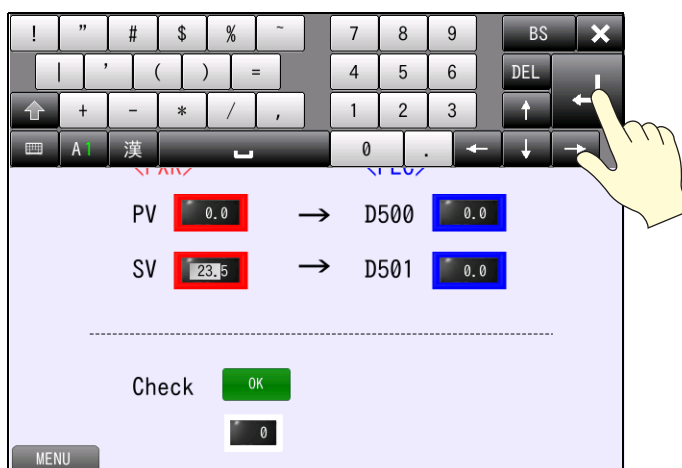 ! ” # $ % ~ 7 8 9 BS ×
| ’ ( ) = 4 5 6 DEL
+ - * / , 1 2 3 ↑
A1 漢 0 . ← ↓ →
PV 0.0 → D500 0.0
SV 23.5 → D501 0.0
Check OK
0
MENU